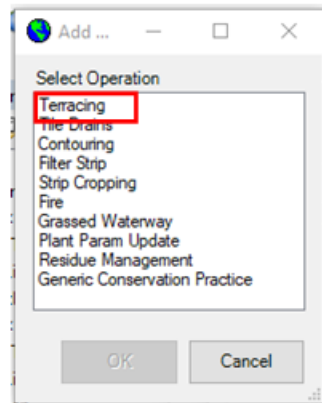 Add ...
Select Operation
Terracing
Tile Drains
Contouring
Filter Strip
Strip Cropping
Fire
Grassed Waterway
Plant Param Update
Residue Management
Generic Conservation Practice
OK
Cancel